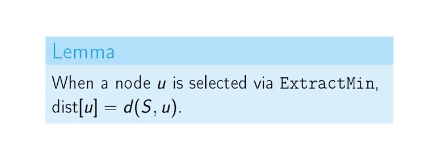 Lemma
When a node u is selected via ExtractMin,
dist[u] = d(S, u).